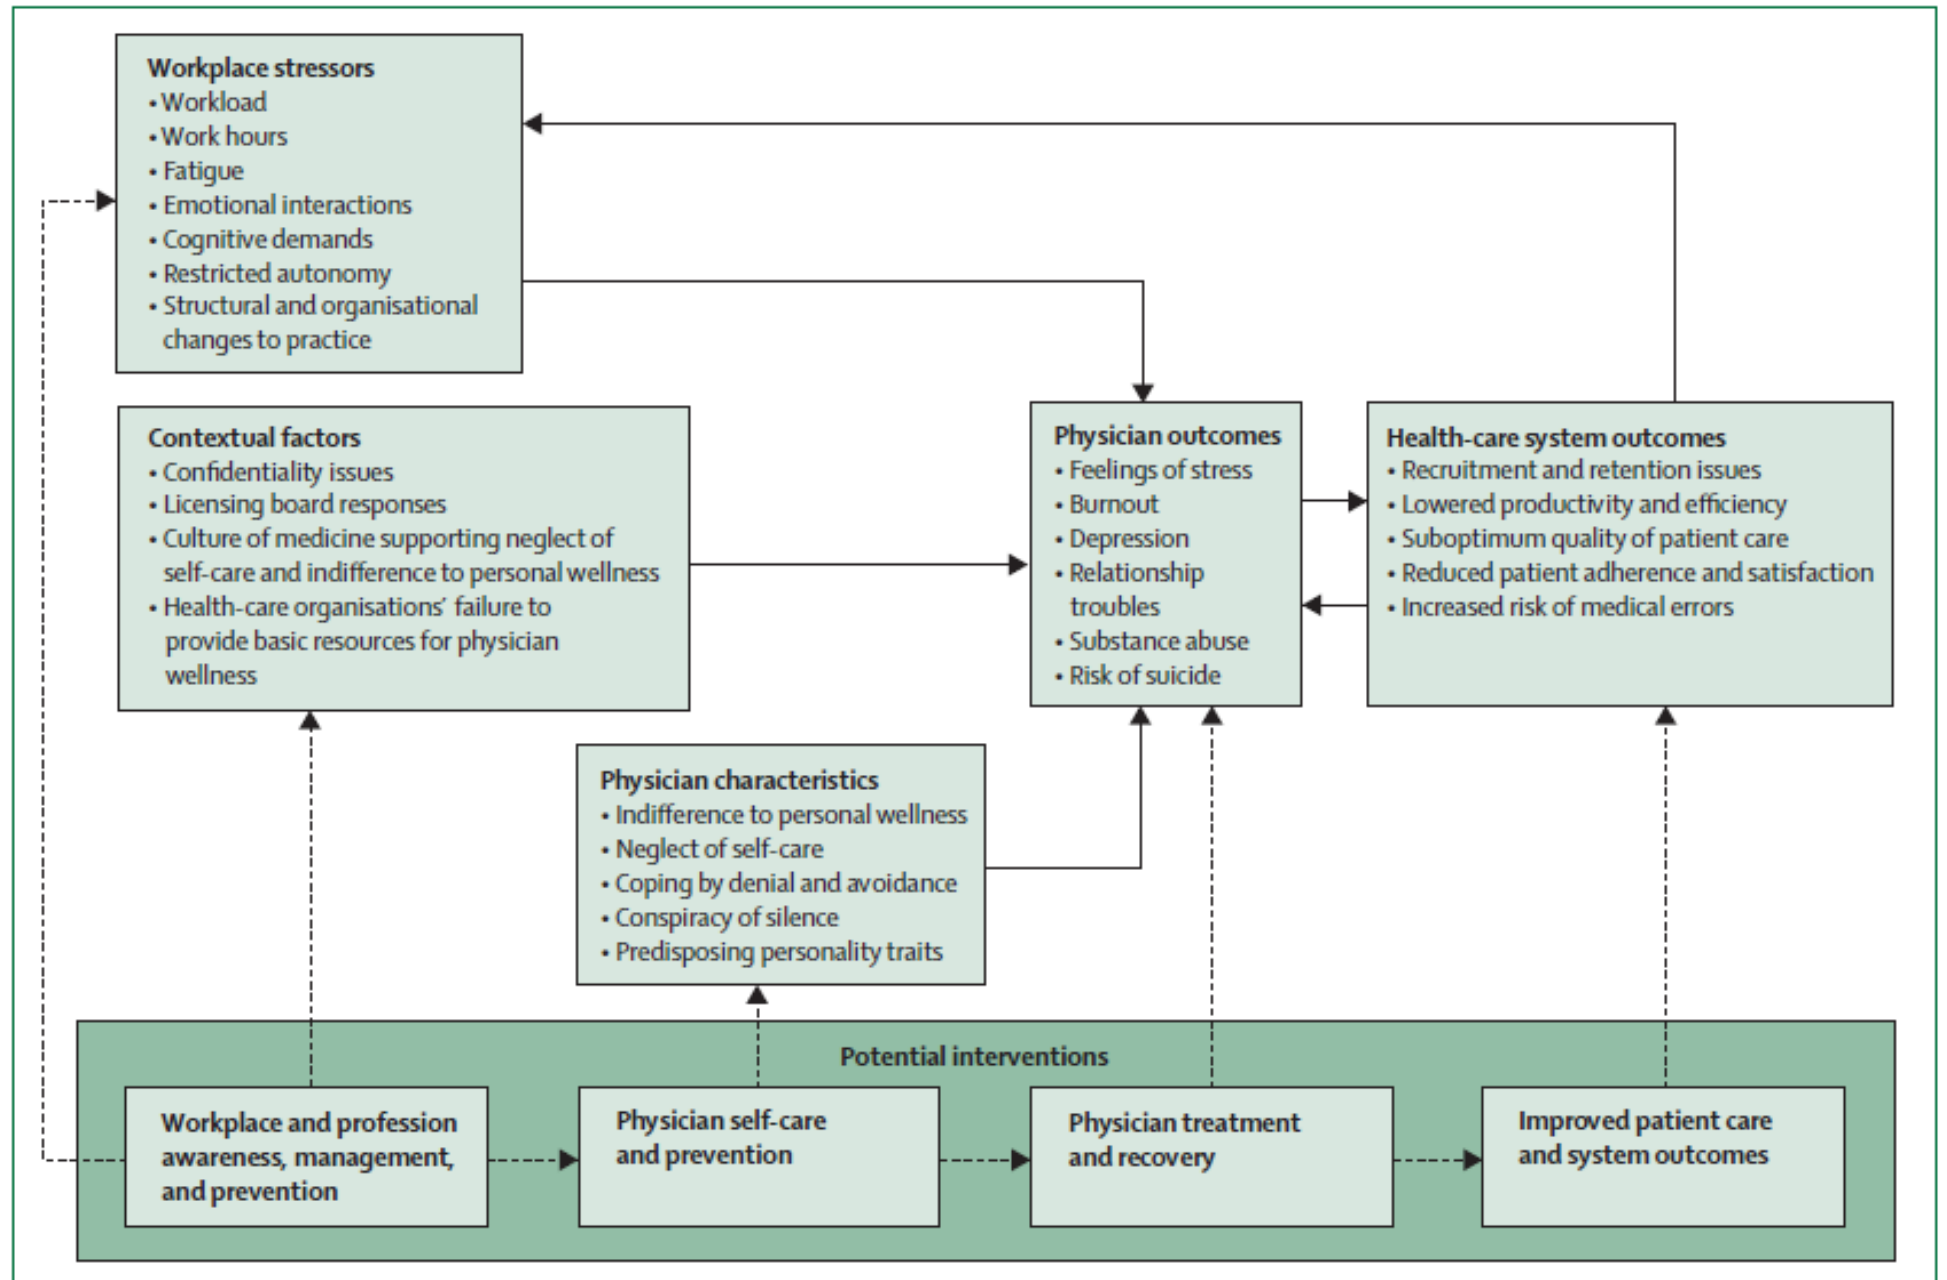 Workplace stressors
• Workload
• Work hours
• Fatigue
• Emotional interactions
• Cognitive demands
• Restricted autonomy
• Structural and organisational
changes to practice
Contextual factors
• Confidentiality issues
• Licensing board responses
• Culture of medicine supporting neglect of
self-care and indifference to personal wellness
• Health-care organisations' failure to
provide basic resources for physician
wellness
Physician outcomes
• Feelings of stress
• Burnout
• Depression
• Relationship
troubles
• Substance abuse
• Risk of suicide
Health-care system outcomes
• Recruitment and retention issues
• Lowered productivity and efficiency
• Suboptimum quality of patient care
• Reduced patient adherence and satisfaction
• Increased risk of medical errors
Physician characteristics
• Indifference to personal wellness
• Neglect of self-care
• Coping by denial and avoidance
• Conspiracy of silence
• Predisposing personality traits
Potential interventions
Workplace and profession
awareness, management,
and prevention
Physician self-care
and prevention
Physician treatment
and recovery
Improved patient care
and system outcomes